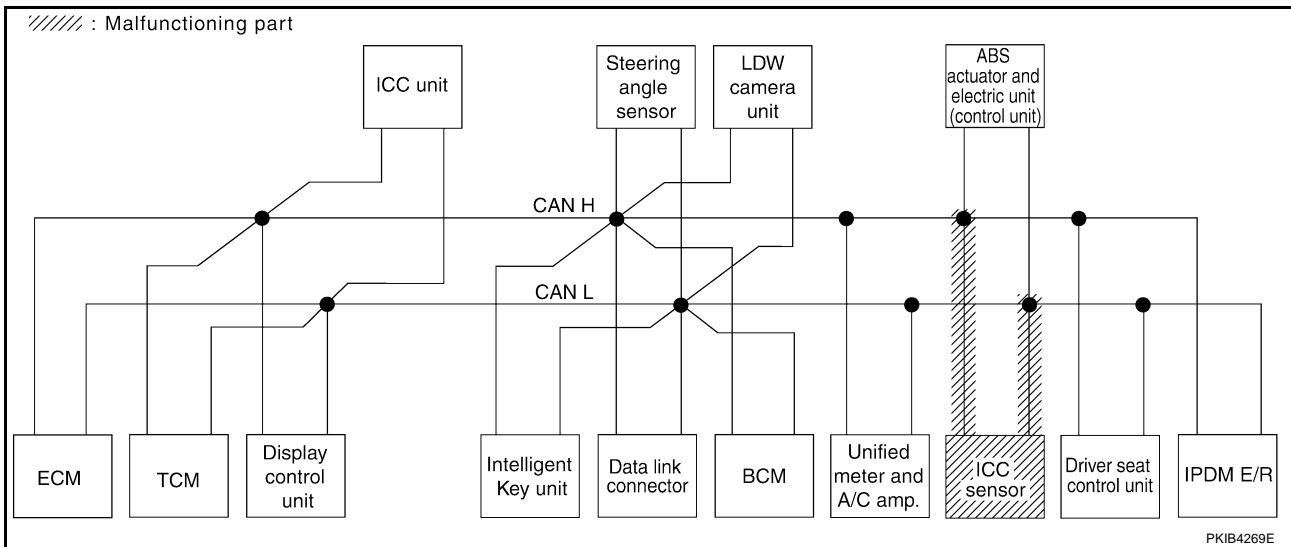 : Malfunctioning part
ICC unit
Steering
angle
sensor
LDW
camera
unit
ABS
actuator and
electric unit
(control unit)
CAN H
CAN L
ECM
TCM
Display
control
unit
Intelligent
Key unit
Data link
connector
BCM
Unified
meter and
A/C amp.
ICC
sensor
Driver seat
control unit
IPDM E/R
PKIB4269E